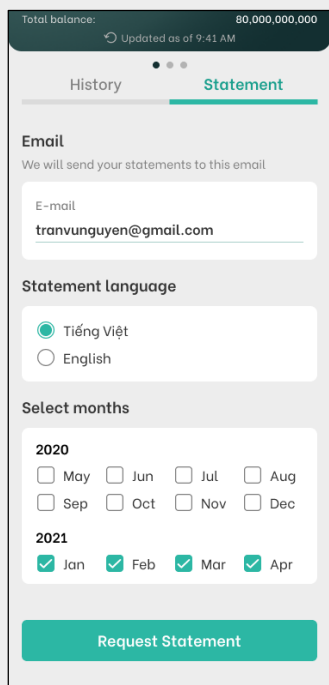 Total balance: 80,000,000,000
Updated as of 9:41 AM
History Statement
Email
We will send your statements to this email
E-mail
tranvunguyen@gmail.com
Statement language
Tiếng Việt
English
Select months
2020
May Jun Jul Aug
Sep Oct Nov Dec
2021
Jan Feb Mar Apr
Request Statement